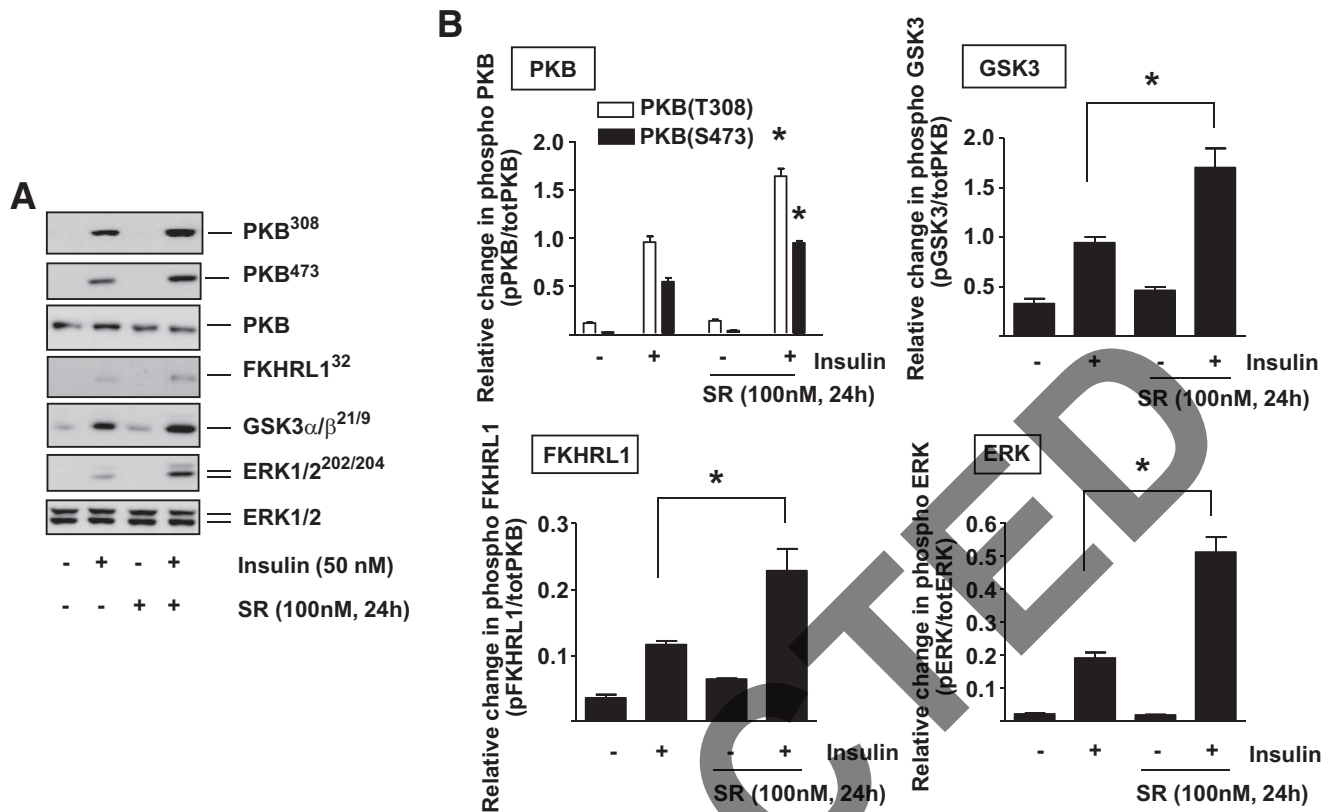 A
PKB308
PKB473
PKB
FKHRL132
GSK3α/β21/9
ERK1/2202/204
ERK1/2
- + - + Insulin (50 nM)
- - + + SR (100nM, 24h)
B
PKB
Relative change in phospho PKB
(pPKB/totPKB)
PKB(T308)
PKB(S473)
2.0
1.5
1.0
0.5
* *
- + - + Insulin
SR (100nM, 24h)
GSK3
Relative change in phospho GSK3
(pGSK3/totPKB)
*
2.0
1.5
1.0
0.5
- + - + Insulin
SR (100nM, 24h)
FKHRL1
Relative change in phospho FKHRL1
(pFKHRL1/totPKB)
*
0.3
0.2
0.1
- + - + Insulin
SR (100nM, 24h)
ERK
Relative change in phospho ERK
(pERK/totERK)
*
0.6
0.5
0.4
0.3
0.2
0.1
- + - + Insulin
SR (100nM, 24h)
CTED